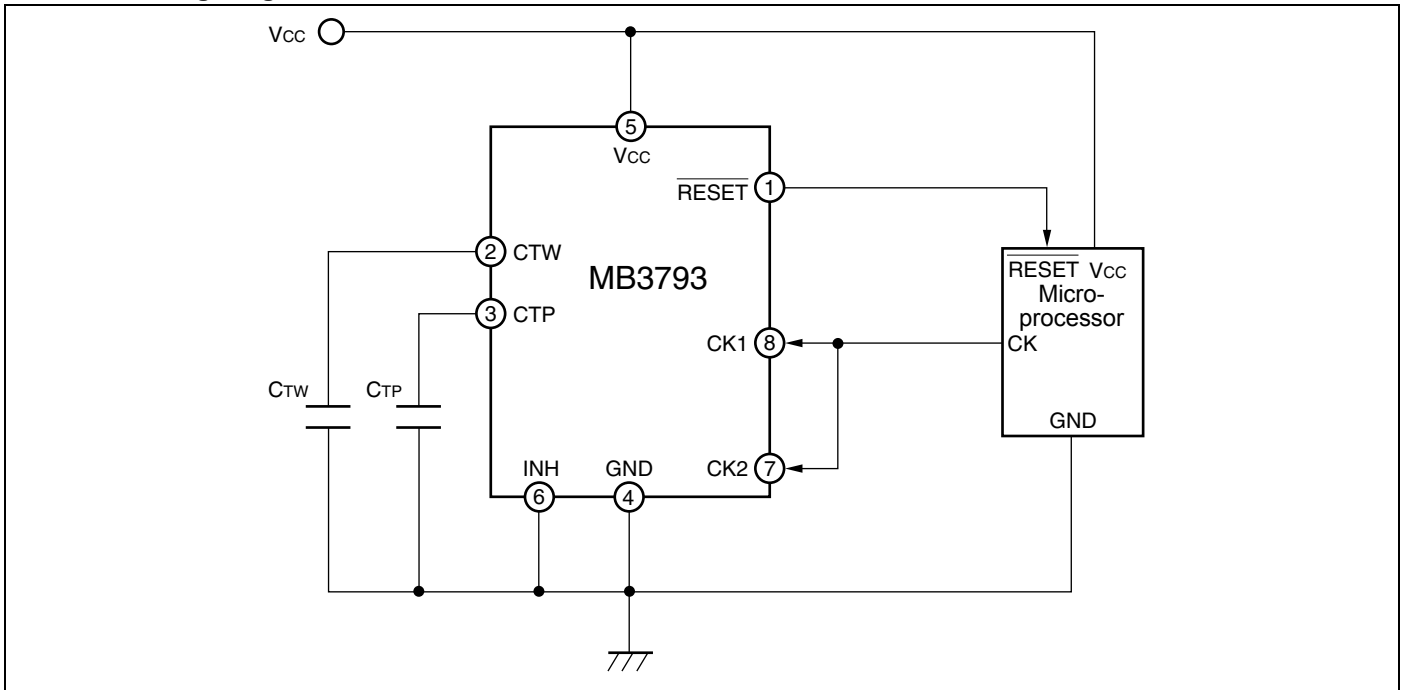 VCC
5
VCC
RESET 1
2 CTW
MB3793
3 CTP
RESET VCC
Micro-
processor
CK1 8
CK
CTW CTP
GND
INH GND CK2 7
6 4